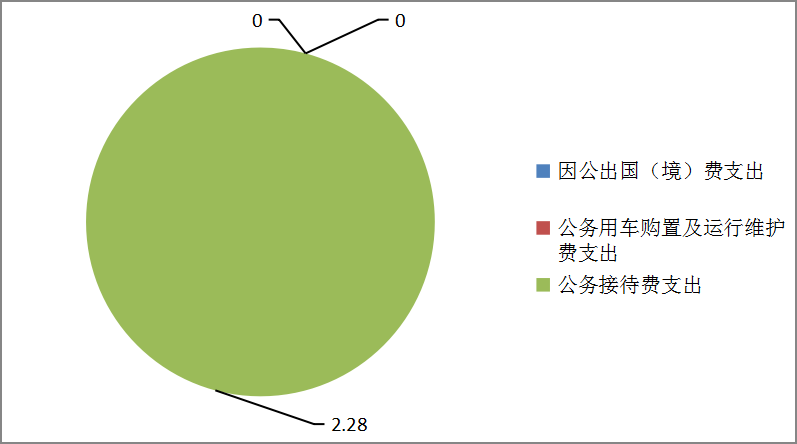 0
0
因公出国（境）费支出
公务用车购置及运行维护
费支出
公务接待费支出
2.28